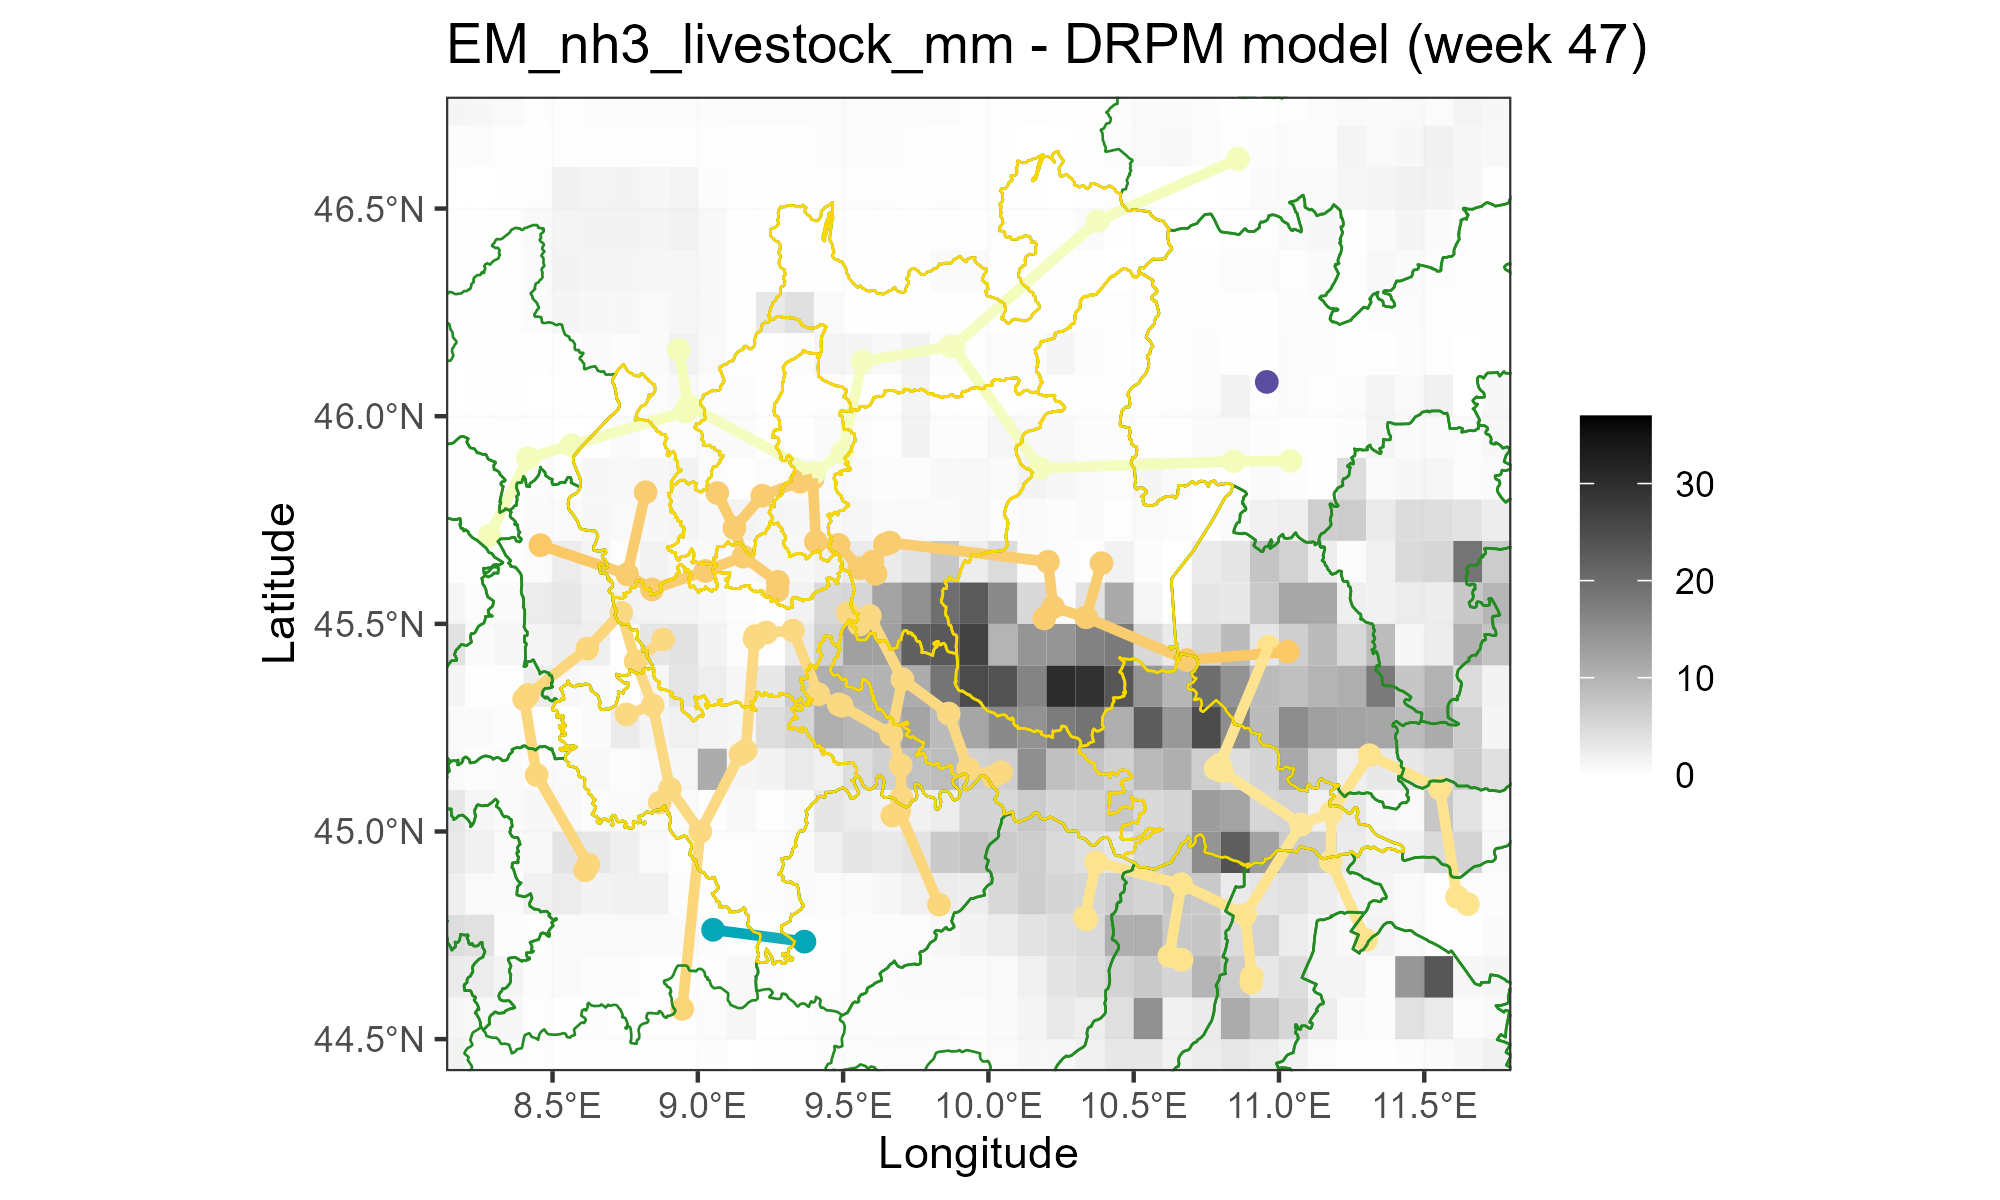 EM_nh3_livestock_mm - DRPM model (week 47)
46.5°N
46.0°N
45.5°N
45.0°N
44.5°N
Latitude
8.5°E 9.0°E 9.5°E 10.0°E 10.5°E 11.0°E 11.5°E
Longitude
30
20
10
0